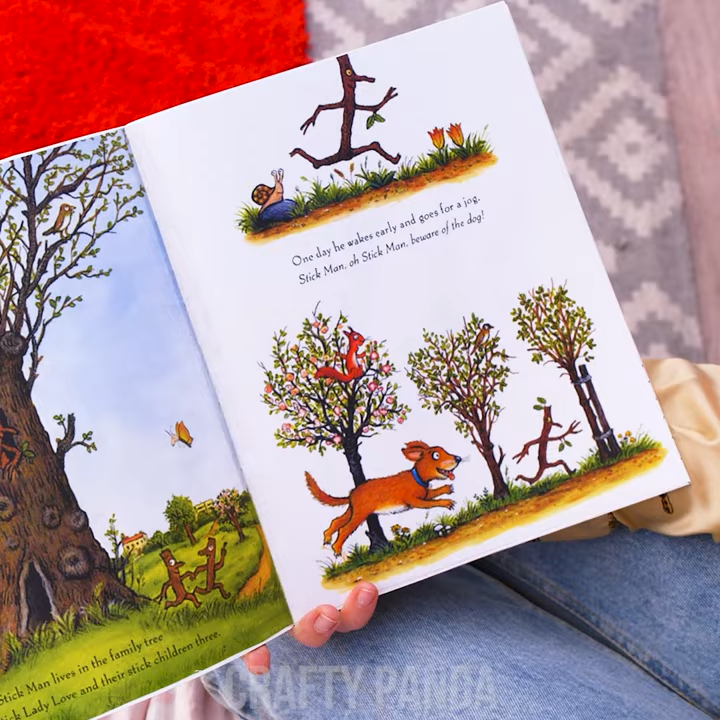 Stick Man lives in the family tree
Stick Lady Love and their stick children three.
One day he wakes early and goes for a jog.
Stick Man, oh Stick Man, beware of the dog!
CRAFTY PANDA